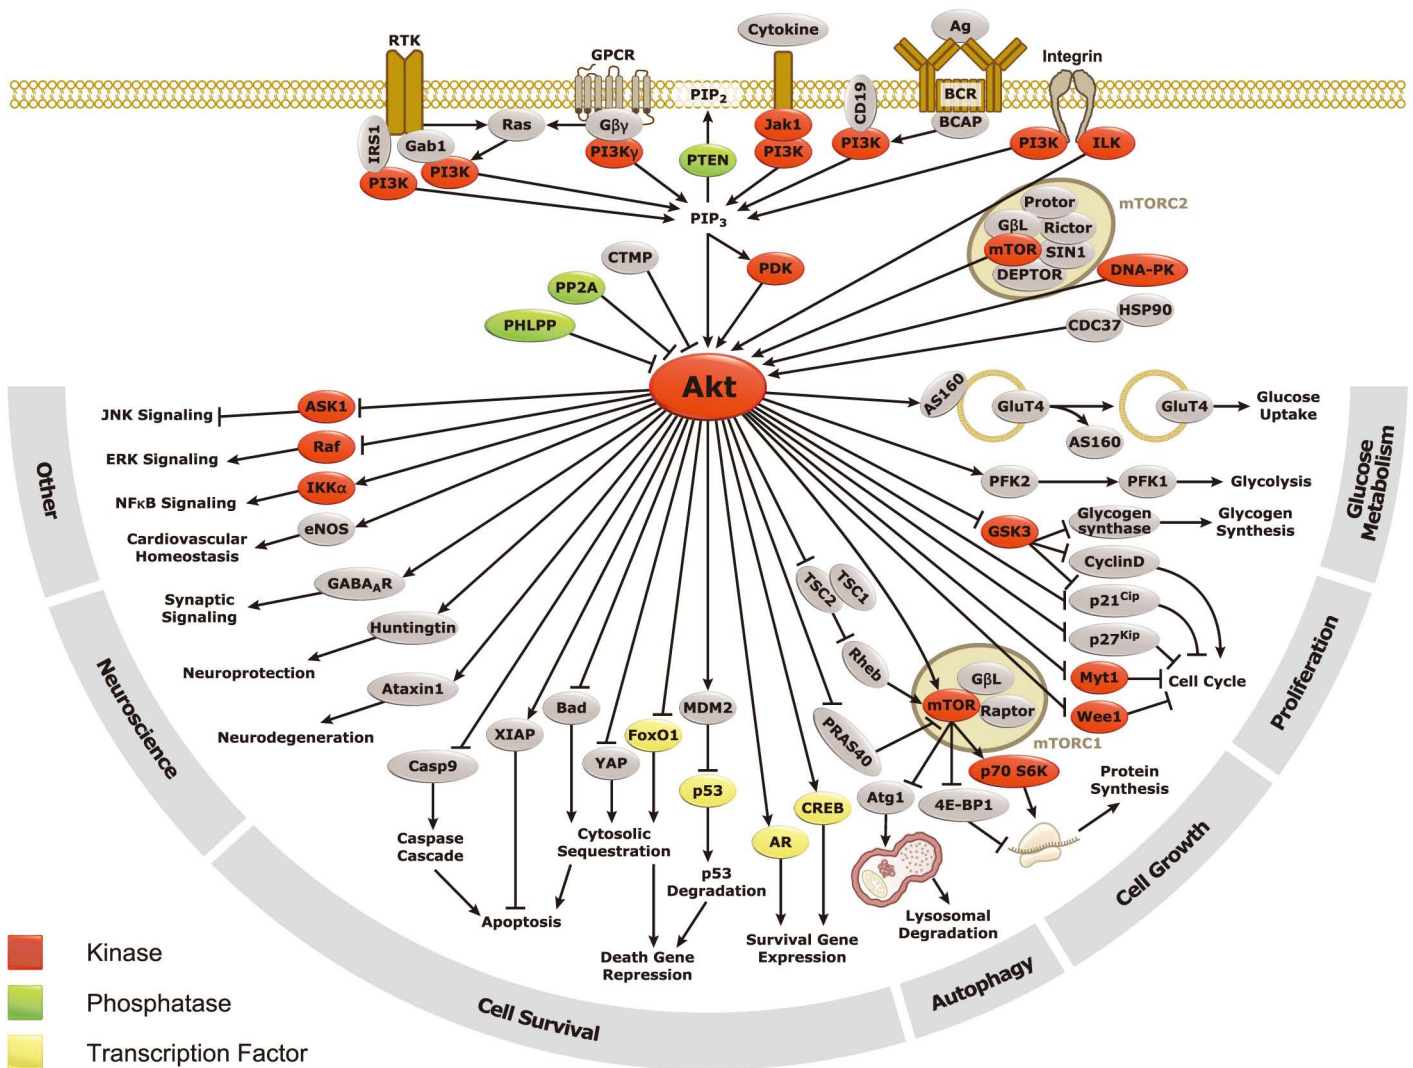 Cytokine
Ag
RTK
GPCR
Integrin
PIP2
CD19
BCR
IRS1
Gab1
Ras
Gβγ
Jak1
BCAP
PI3K
PI3K
PI3Kγ
PTEN
PI3K
PI3K
PI3K
ILK
PIP3
mTORC2
Protor
GβL
Rictor
mTOR
SIN1
DEPTOR
CTMP
PDK
DNA-PK
PP2A
HSP90
PHLPP
CDC37
Akt
JNK Signaling
ASK1
AS160
GluT4
GluT4
Glucose
Uptake
AS160
ERK Signaling
Raf
NFκB Signaling
IKKα
PFK2
PFK1
Glycolysis
Cardiovascular
Homeostasis
eNOS
GSK3
Glycogen
synthase
Glycogen
Synthesis
CyclinD
Synaptic
Signaling
GABAAR
TSC2
TSC1
p21Cip
Neuroprotection
Huntingtin
Rheb
p27Kip
Neurodegeneration
Ataxin1
GβL
mTOR
Raptor
mTORC1
Myt1
Cell Cycle
Wee1
Casp9
XIAP
Bad
YAP
FoxO1
MDM2
PRAS40
p53
AR
CREB
Atg1
4E-BP1
p70 S6K
Protein
Synthesis
Caspase
Cascade
Cytosolic
Sequestration
p53
Degradation
Apoptosis
Death Gene
Repression
Survival Gene
Expression
Lysosomal
Degradation
Other
Neuroscience
Cell Survival
Autophagy
Cell Growth
Proliferation
Glucose
Metabolism
Kinase
Phosphatase
Transcription Factor